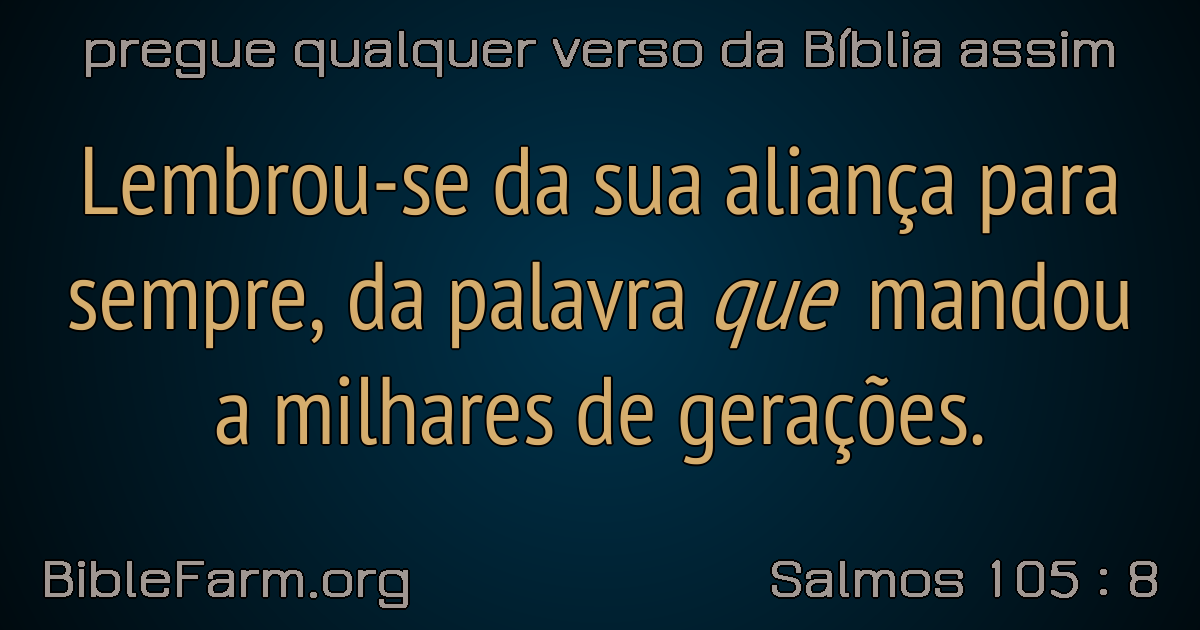 pregue qualquer verso da Bíblia assim
Lembrou-se da sua aliança para
sempre, da palavra que mandou
a milhares de gerações.
BibleFarm.org
Salmos 105 : 8